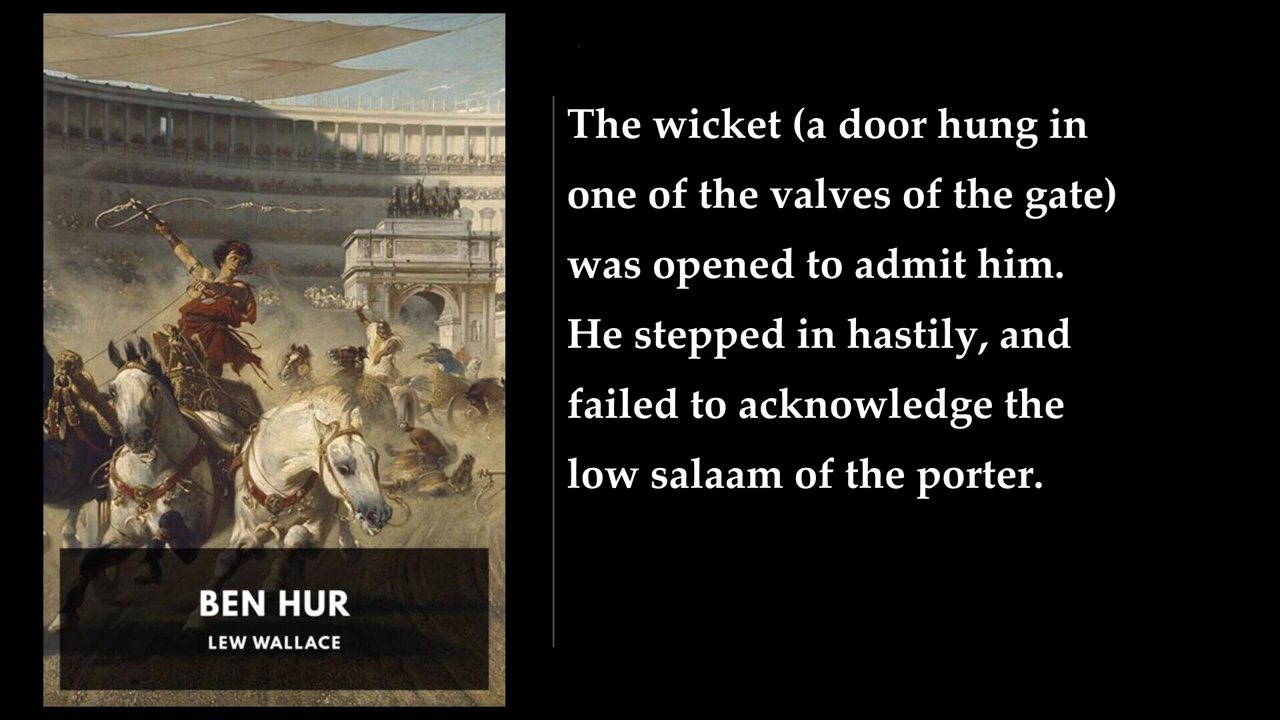 BEN HUR
LEW WALLACE
The wicket (a door hung in
one of the valves of the gate)
was opened to admit him.
He stepped in hastily, and
failed to acknowledge the
low salaam of the porter.